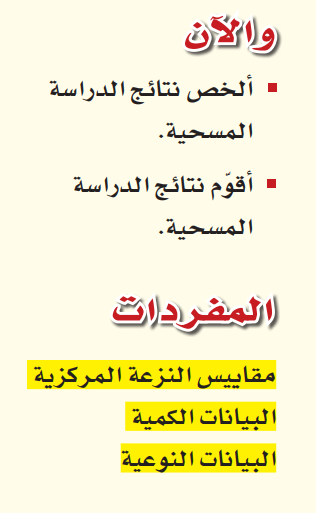 والآن
ألخص نتائج الدراسة
المسحية.
أقوّم نتائج الدراسة
المسحية.
المفردات
مقاييس النزعة المركزية
البيانات الكمية
البيانات النوعية